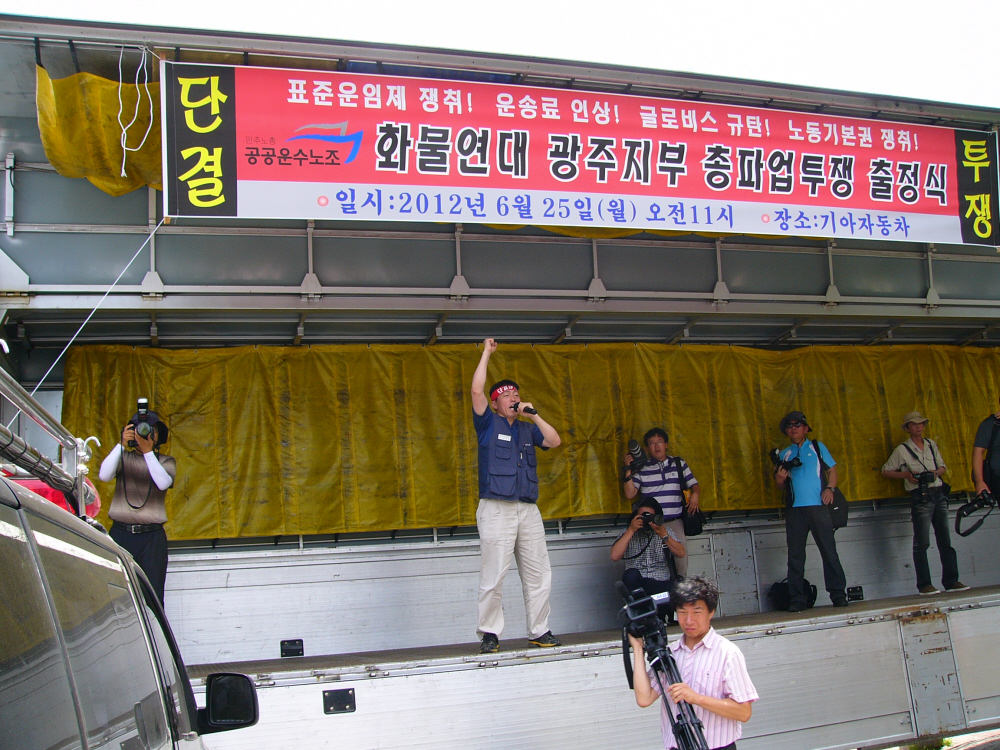 단결
표준운임제 쟁취! 운송료 인상! 글로비스 규탄! 노동기본권 쟁취!
민주노총
공공운수노조
화물연대 광주지부 총파업투쟁 출정식
일시:2012년 6월 25일(월) 오전11시 장소:기아자동차
투쟁